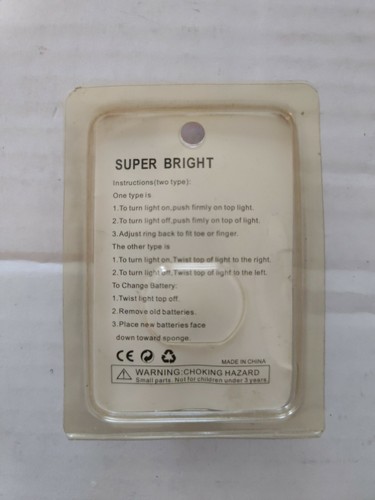 SUPER BRIGHT
Instructions(two type):
One type is
1.To turn light on,push firmly on top light.
2.To turn light off,push fimly on top of light.
3.Adjust ring back to fit toe or finger.
The other type is
1.To turn light on,Twist top of light to the right.
2.To turn light off.Twist top of light to the left.
To Change Battery:
1.Twist light top off.
2.Remove old batteries.
3.Place new batteries face
down toward sponge.
CE
MADE IN CHINA
WARNING:CHOKING HAZARD
Small parts. Not for children under 3 years